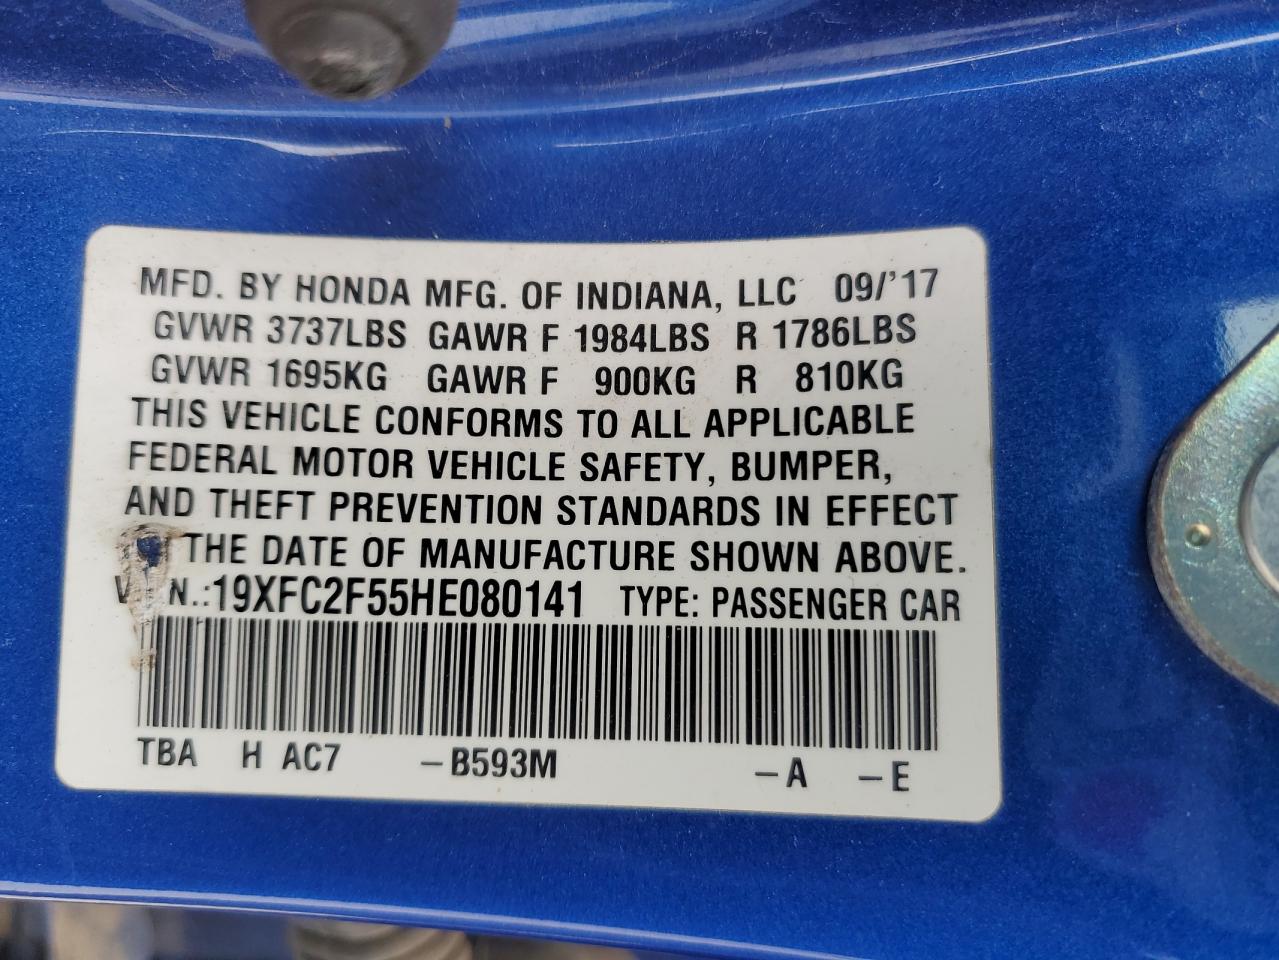 MFD. BY HONDA MFG. OF INDIANA, LLC 09/'17
GVWR 3737LBS GAWR F 1984LBS R 1786LBS
GVWR 1695KG GAWR F 900KG R 810KG
THIS VEHICLE CONFORMS TO ALL APPLICABLE
FEDERAL MOTOR VEHICLE SAFETY, BUMPER,
AND THEFT PREVENTION STANDARDS IN EFFECT
THE DATE OF MANUFACTURE SHOWN ABOVE.
N.:19XFC2F55HE080141 TYPE: PASSENGER CAR
TBA H AC7 –B593M –A –E